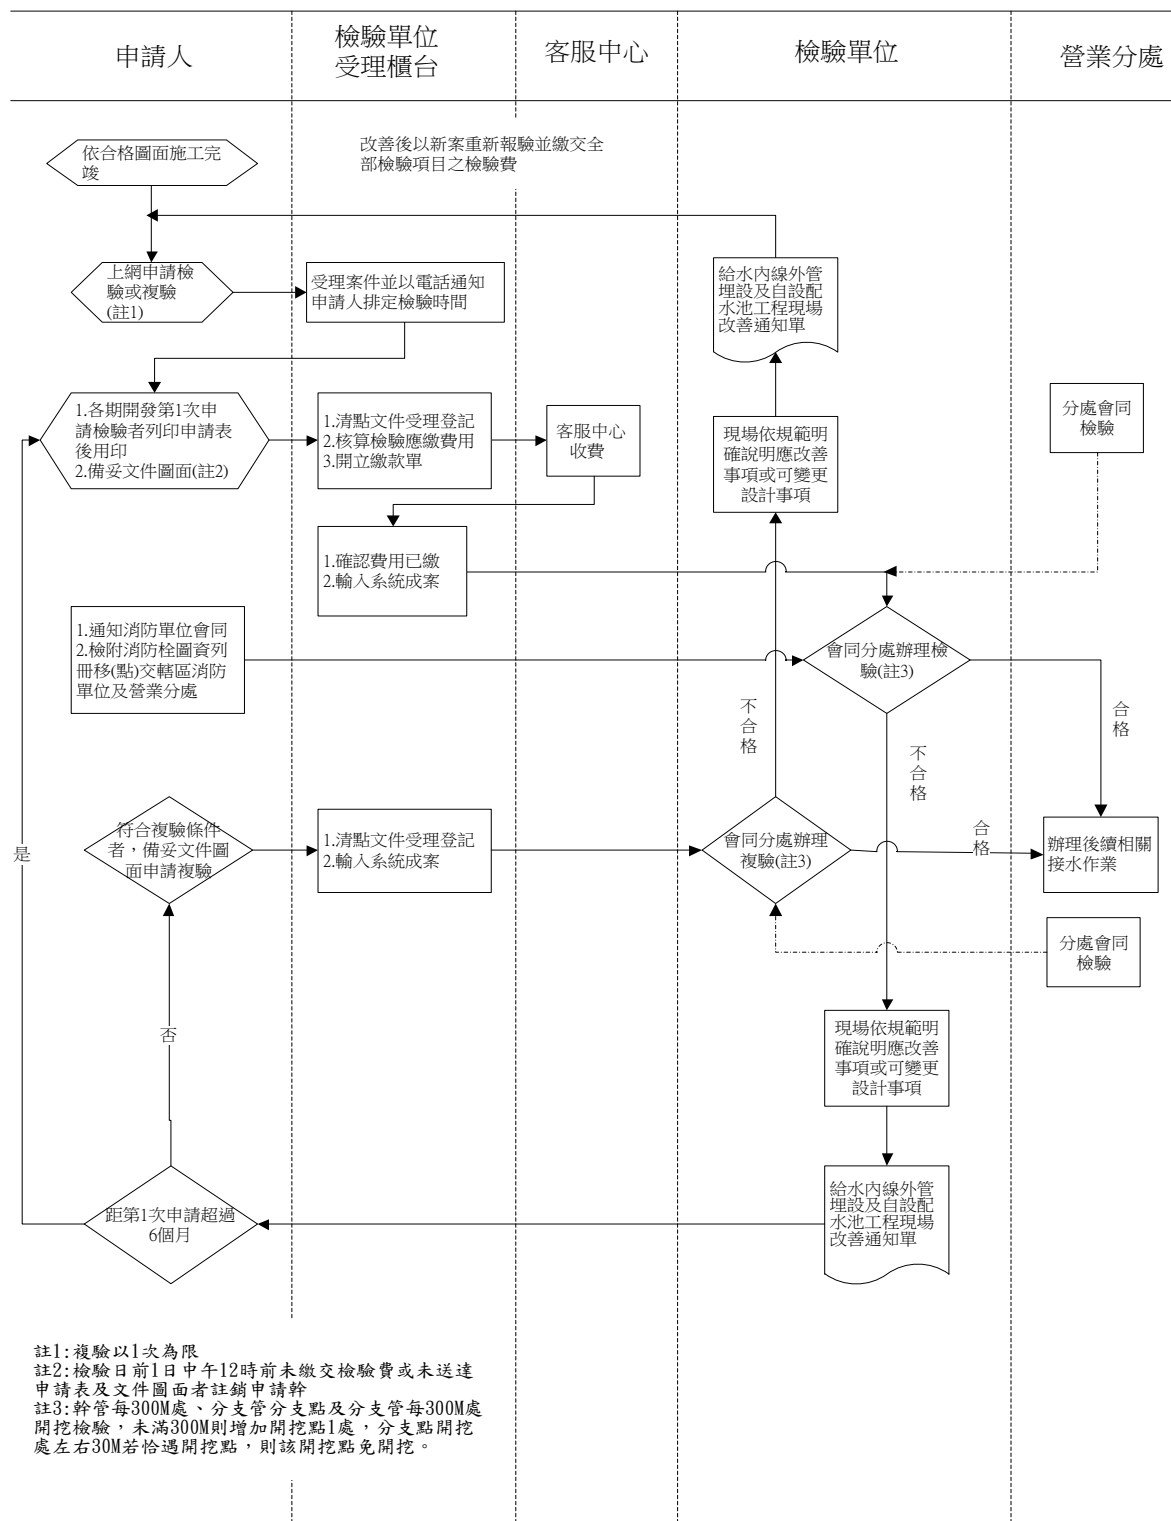 申請人
檢驗單位
受理櫃台
客服中心
檢驗單位
營業分處
依合格圖面施工完
竣
改善後以新案重新報驗並繳交全
部檢驗項目之檢驗費
上網申請檢
驗或複驗
(註1)
受理案件並以電話通知
申請人排定檢驗時間
給水內線外管
埋設及自設配
水池工程現場
改善通知單
1.各期開發第1次申
請檢驗者列印申請表
後用印
2.備妥文件圖面(註2)
1.清點文件受理登記
2.核算檢驗應繳費用
3.開立繳款單
客服中心
收費
現場依規範明
確說明應改善
事項或可變更
設計事項
分處會同
檢驗
1.確認費用已繳
2.輸入系統成案
1.通知消防單位會同
2.檢附消防栓圖資列
冊移(點)交轄區消防
單位及營業分處
會同分處辦理檢
驗(註3)
不合格
不合格
合格
符合複驗條件
者，備妥文件圖
面申請複驗
1.清點文件受理登記
2.輸入系統成案
會同分處辦理
複驗(註3)
合格
辦理後續相關
接水作業
是
分處會同
檢驗
否
現場依規範明
確說明應改善
事項或可變更
設計事項
距第1次申請超過
6個月
給水內線外管
埋設及自設配
水池工程現場
改善通知單
註1:複驗以1次為限
註2:檢驗日前1日中午12時前未繳交檢驗費或未送達
申請表及文件圖面者註銷申請幹
註3:幹管每300M處、分支管分支點及分支管每300M處
開挖檢驗，未滿300M則增加開挖點1處，分支點開挖
處左右30M若恰遇開挖點，則該開挖點免開挖。